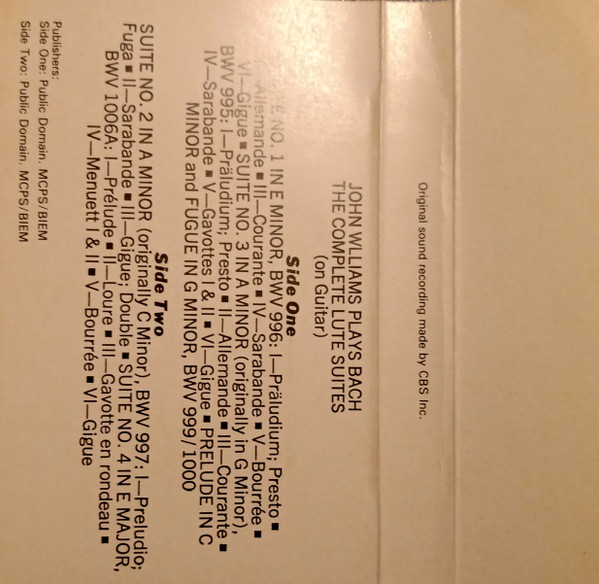 Original sound recording made by CBS Inc.
JOHN WLLIAMS PLAYS BACH
THE COMPLETE LUTE SUITES
(on Guitar)
Side One
NO. 1 IN E MINOR, BWV 996: I—Präludium; Presto ■
Allemande ■ III—Courante ■ IV—Sarabande ■ V—Bourrée ■
VI—Gigue ■ SUITE NO. 3 IN A MINOR (originally in G Minor),
BWV 995: I—Präludium; Presto ■ II—Allemande ■ III—Courante ■
IV—Sarabande ■ V—Gavottes I & II ■ VI—Gigue ■ PRELUDE IN C
MINOR and FUGUE IN G MINOR, BWV 999/1000
Side Two
SUITE NO. 2 IN A MINOR (originally C Minor), BWV 997: I—Preludio;
Fuga ■ II—Sarabande ■ III—Gigue; Double ■ SUITE NO. 4 IN E MAJOR,
BWV 1006A: I—Prélude ■ II—Loure ■ III—Gavotte en rondeau ■
IV—Menuett I & II ■ V—Bourrée ■ VI—Gigue
Publishers:
Side One: Public Domain. MCPS/BIEM
Side Two: Public Domain. MCPS/BIEM